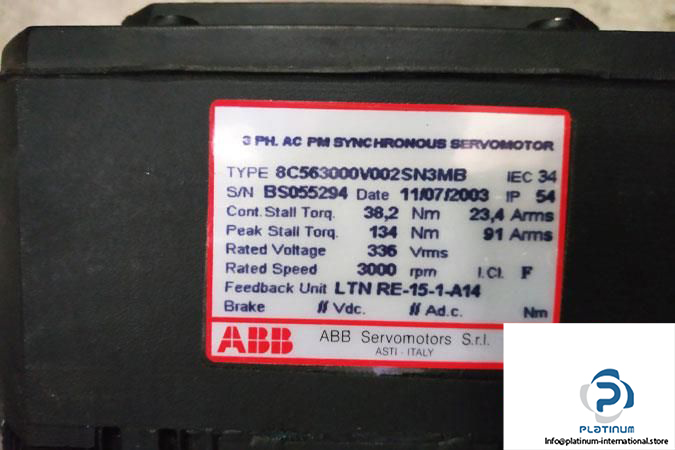 3 PH. AC PM SYNCHRONOUS SERVOMOTOR
TYPE 8C563000V002SN3MB IEC 34
S/N BS055294 Date 11/07/2003 IP 54
Cont. Stall Torq. 38,2 Nm 23,4 Arms
Peak Stall Torq. 134 Nm 91 Arms
Rated Voltage 336 Vrms
Rated Speed 3000 rpm I.Cl. F
Feedback Unit LTN RE-15-1-A14
Brake // Vdc. // Ad.c. Nm
ABB ABB Servomotors S.r.l.
ASTI - ITALY
PLATINUM
Info@platinum-international.store